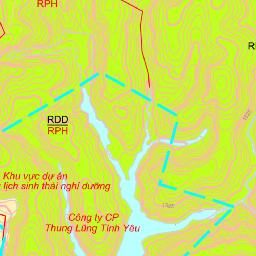 RPH
RDD
RPH
Khu vực dự án
lịch sinh thái nghỉ dưỡng
Công ty CP
Thung Lũng Tình Yêu